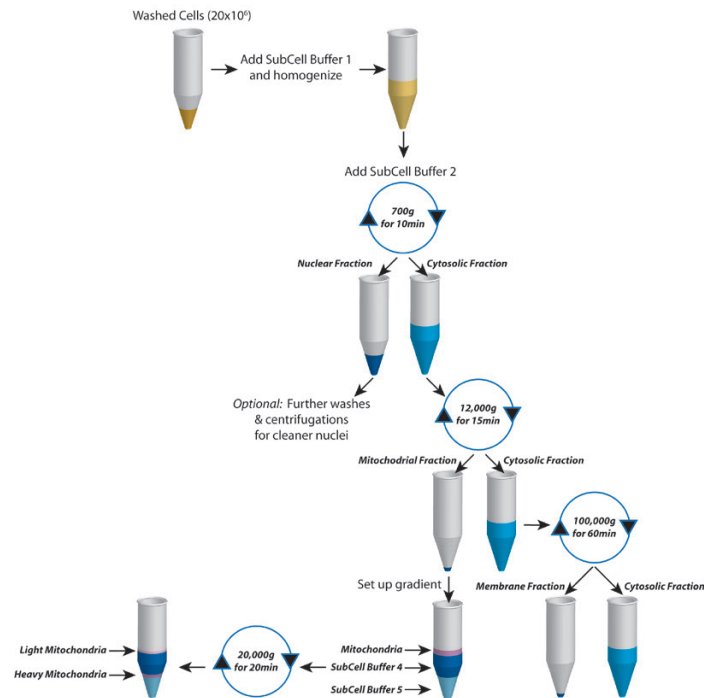 Washed Cells (20x10⁶)
Add SubCell Buffer 1
and homogenize
Add SubCell Buffer 2
700g
for 10min
Nuclear Fraction
Cytosolic Fraction
Optional: Further washes
& centrifugations
for cleaner nuclei
12,000g
for 15min
Mitochodrial Fraction
Cytosolic Fraction
100,000g
for 60min
Set up gradient
Membrane Fraction
Cytosolic Fraction
Light Mitochondria
Heavy Mitochondria
20,000g
for 20min
Mitochondria
SubCell Buffer 4
SubCell Buffer 5